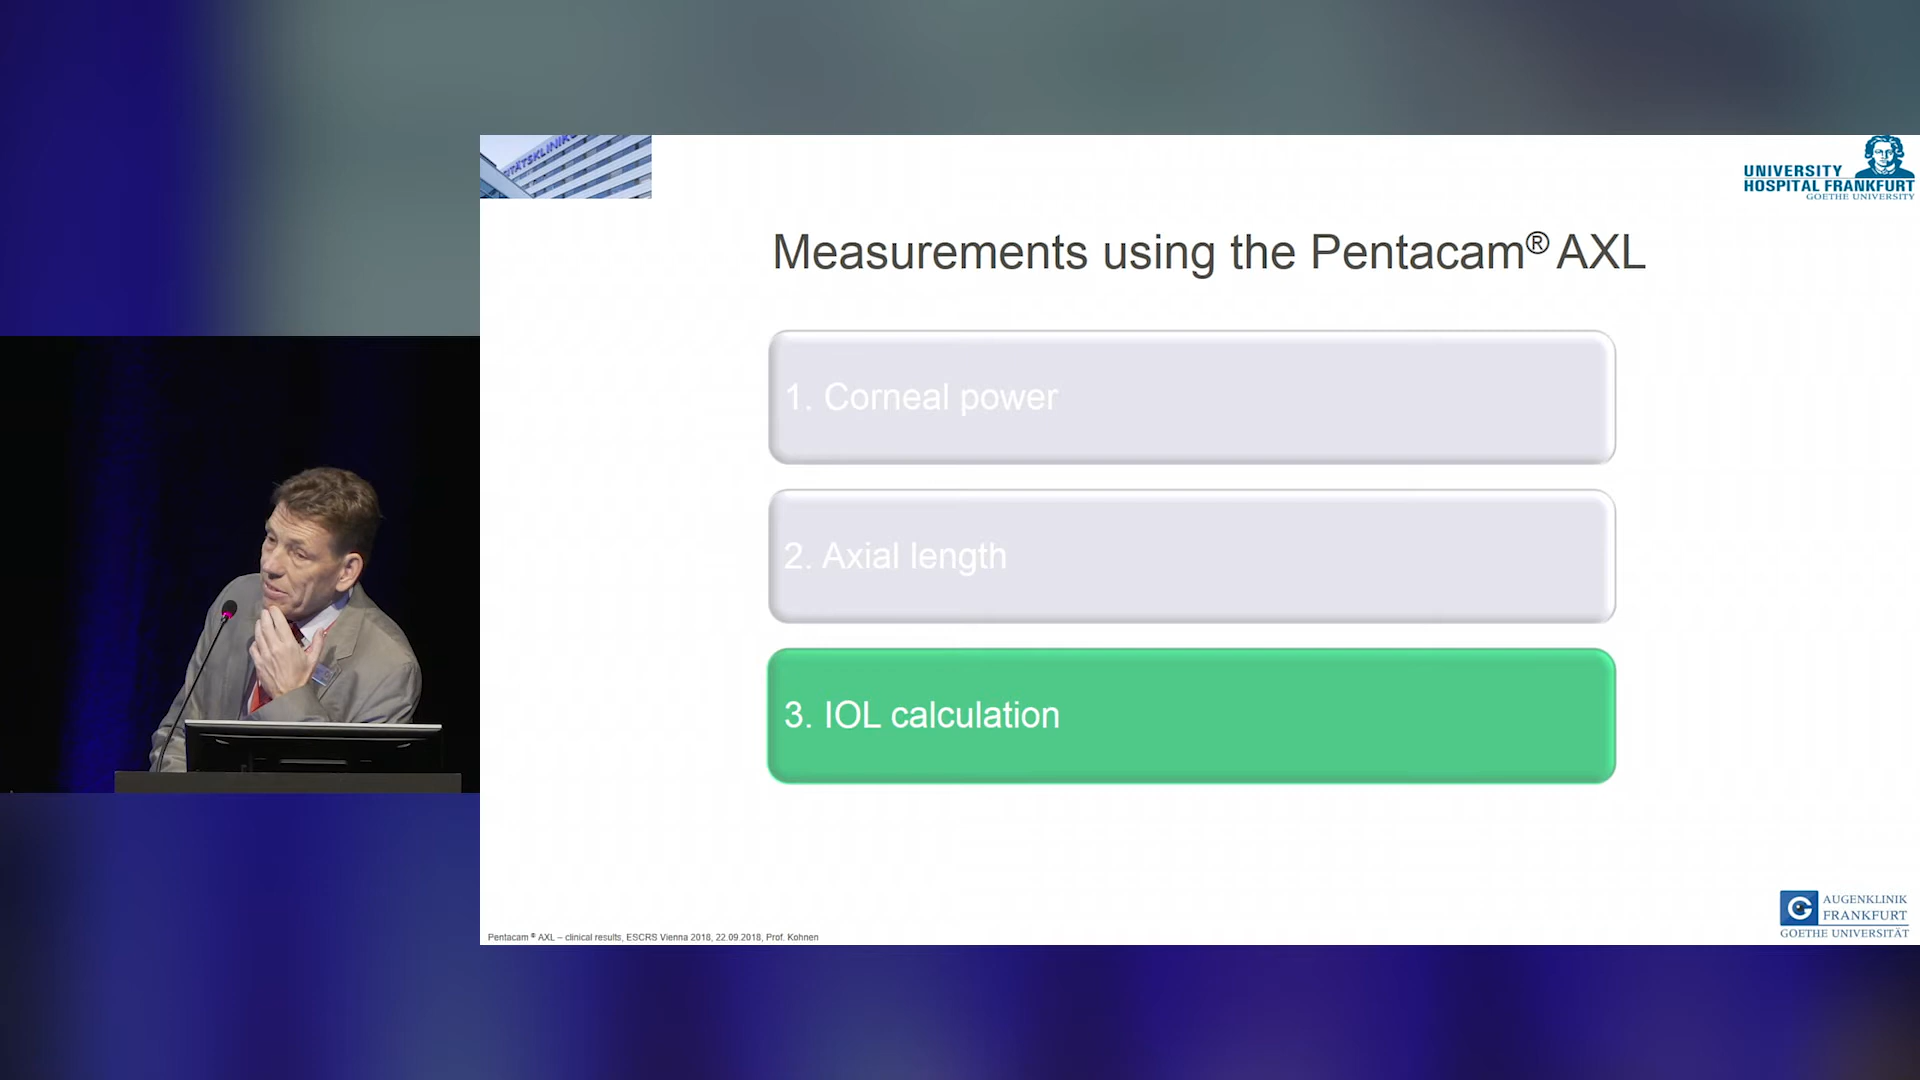 UNIVERSITY
HOSPITAL FRANKFURT
GOETHE UNIVERSITY
Measurements using the Pentacam® AXL
1. Corneal power
2. Axial length
3. IOL calculation
AUGENKLINIK
FRANKFURT
GOETHE UNIVERSITÄT
Pentacam ® AXL – clinical results, ESCRS Vienna 2018, 22.09.2018, Prof. Kohnen